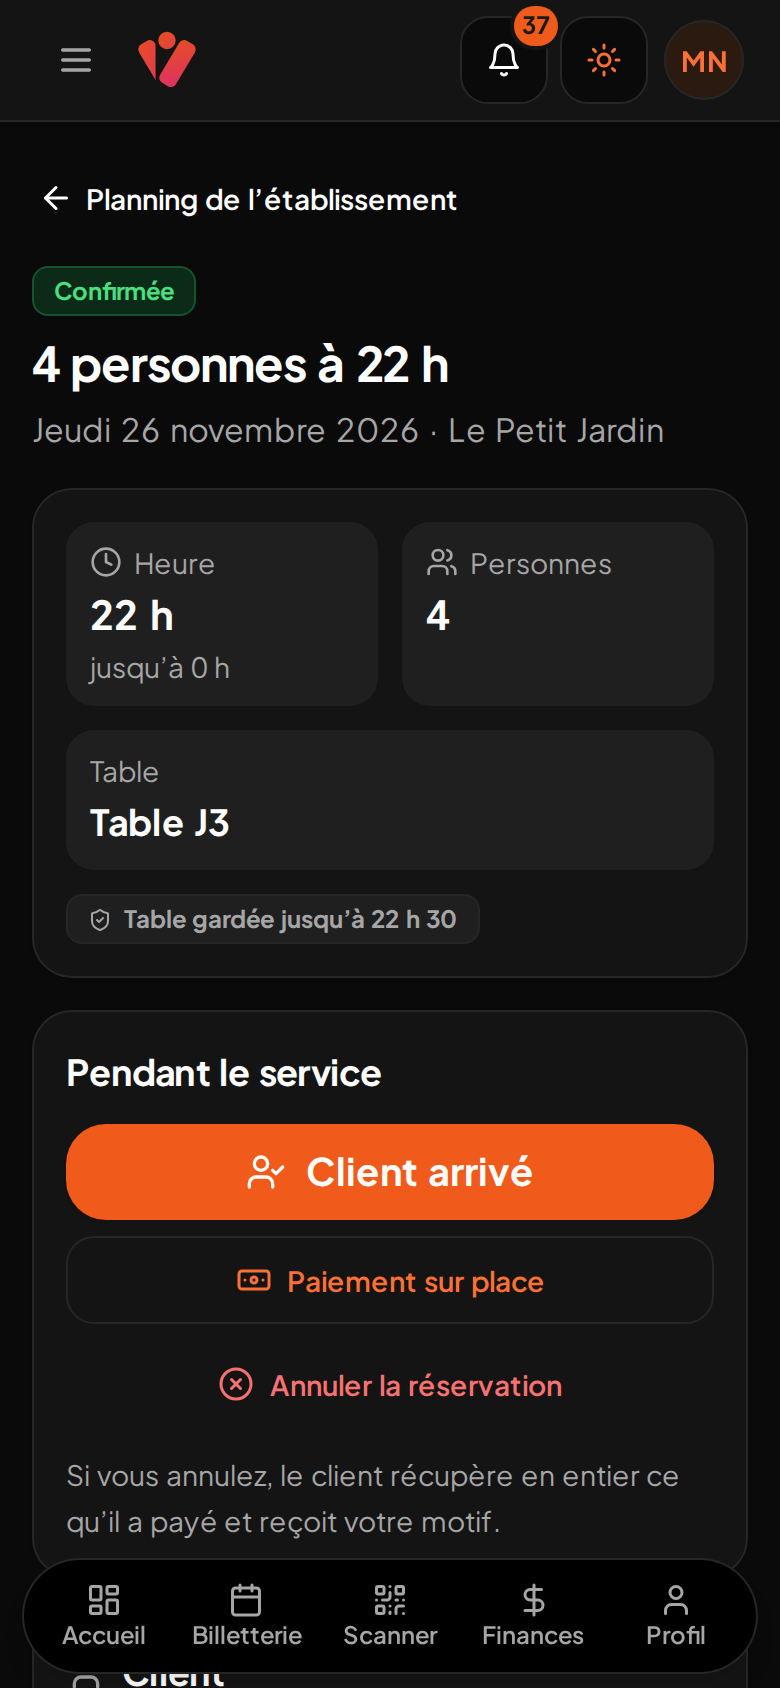 37
MN
Planning de l’établissement
Confirmée
4 personnes à 22 h
Jeudi 26 novembre 2026 · Le Petit Jardin
Heure
Personnes
22 h
4
jusqu’à 0 h
Table
Table J3
Table gardée jusqu’à 22 h 30
Pendant le service
Client arrivé
Paiement sur place
Annuler la réservation
Si vous annulez, le client récupère en entier ce
qu’il a payé et reçoit votre motif.
Accueil
Billetterie
Scanner
Finances
Profil
Client